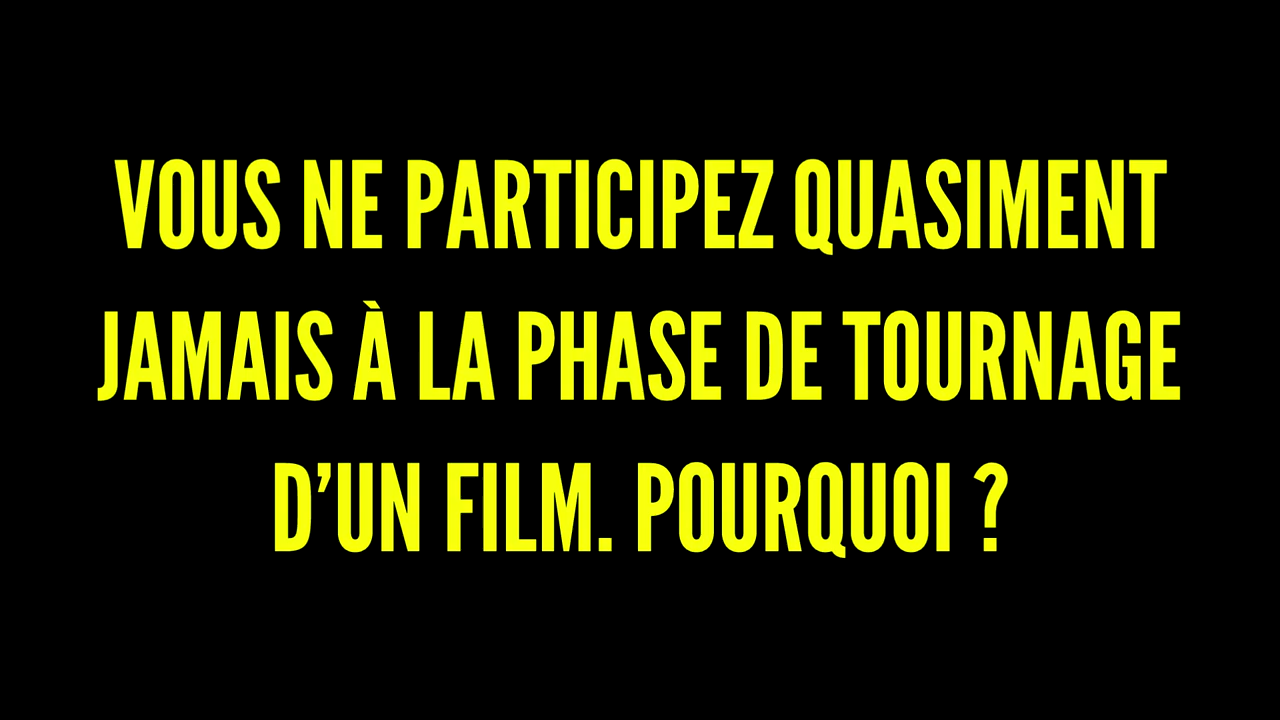 VOUS NE PARTICIPEZ QUASIMENT
JAMAIS À LA PHASE DE TOURNAGE
D’UN FILM. POURQUOI ?